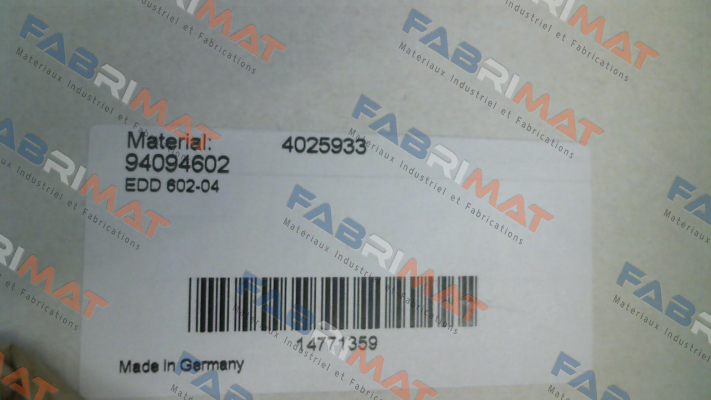 Material: 4025933
94094602
EDD 602-04
14771359
Made In Germany
FABRIMAT
Materiaux Industriel et Fabrications